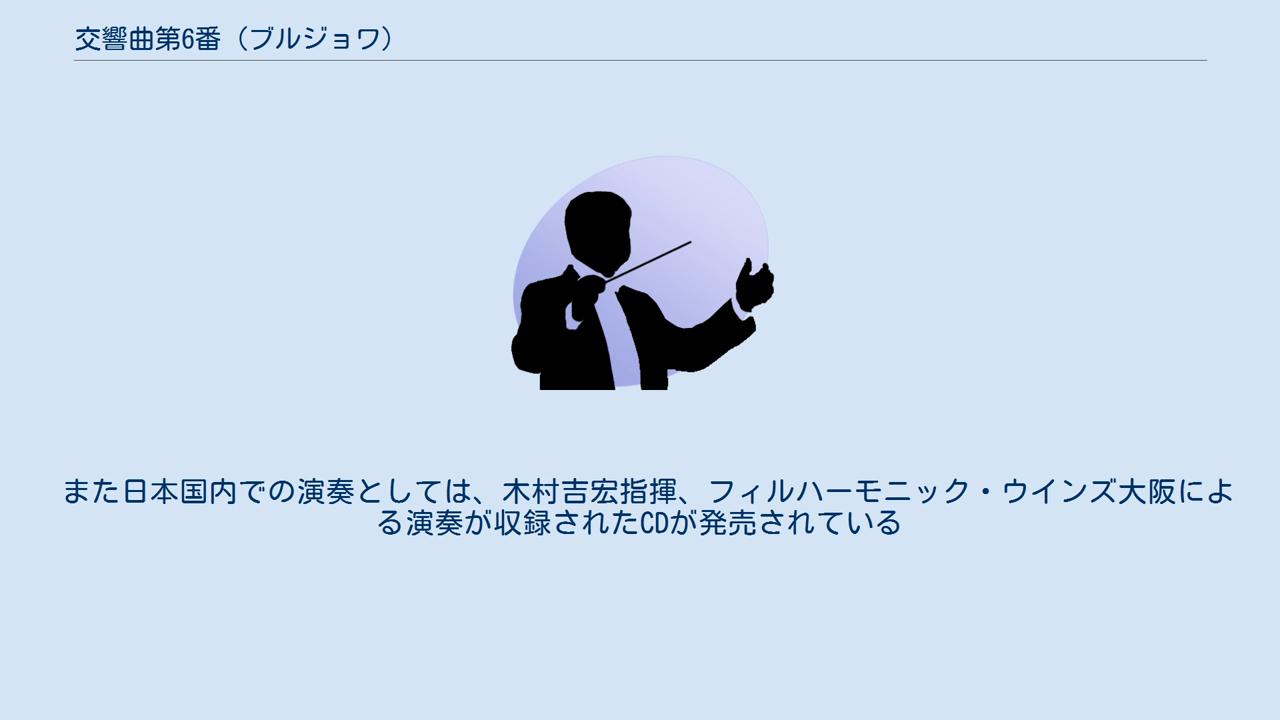 交響曲第6番（ブルジョワ）
また日本国内での演奏としては、木村吉宏指揮、フィルハーモニック・ウインズ大阪によ
る演奏が収録されたCDが発売されている